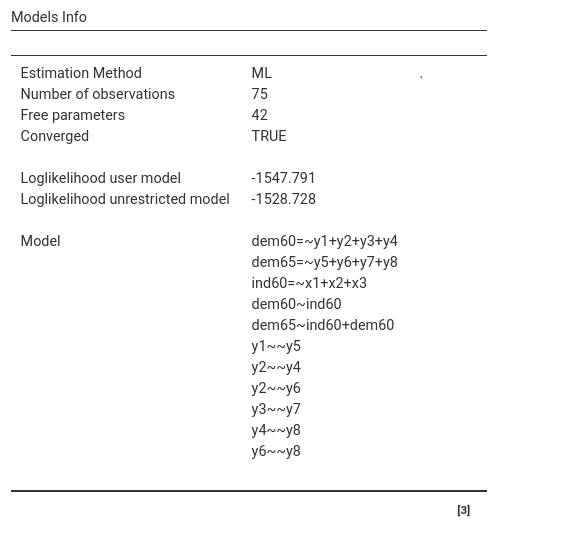 Models Info
Estimation Method ML .
Number of observations 75
Free parameters 42
Converged TRUE
Loglikelihood user model -1547.791
Loglikelihood unrestricted model -1528.728
Model dem60=~y1+y2+y3+y4
dem65=~y5+y6+y7+y8
ind60=~x1+x2+x3
dem60~ind60
dem65~ind60+dem60
y1~~y5
y2~~y4
y2~~y6
y3~~y7
y4~~y8
y6~~y8
[3]